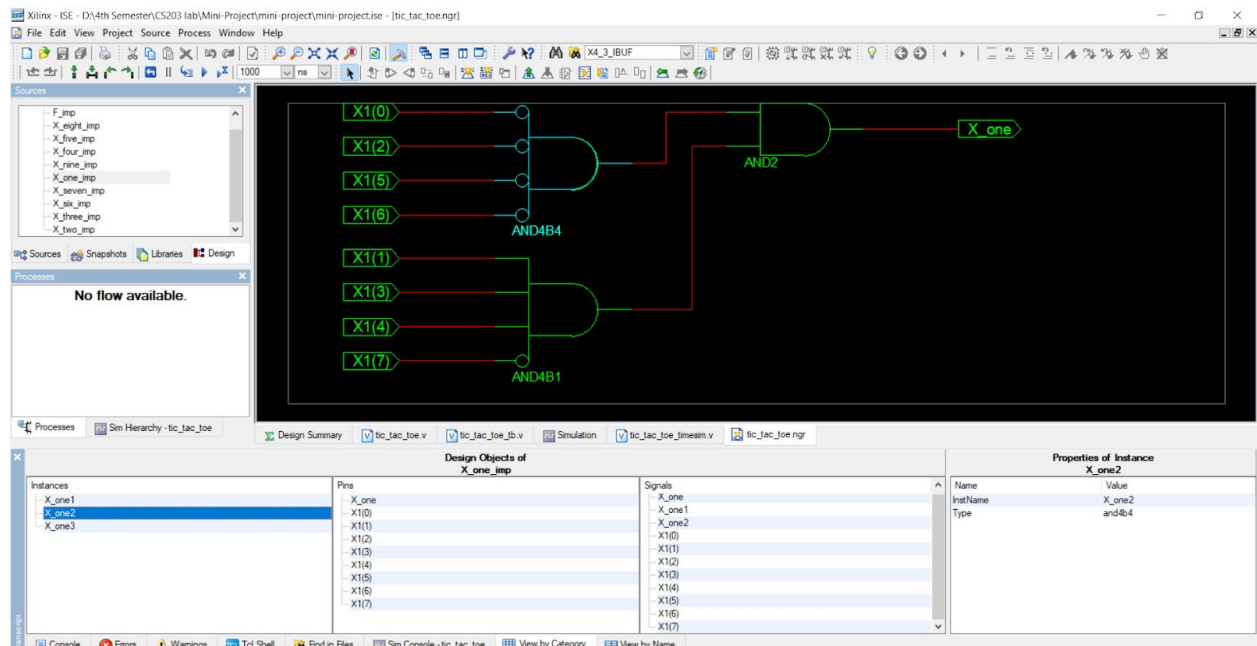 Xilinx - ISE - D:\4th Semester\CS203 lab\Mini-Project\mini-project\mini-project.ise - [tic_tac_toe.ngr]
File Edit View Project Source Process Window Help
X4_3_IBUF
1000 ns
Sources
F_imp
X_eight_imp
X_five_imp
X_four_imp
X_nine_imp
X_one_imp
X_seven_imp
X_six_imp
X_three_imp
X_two_imp
Sources Snapshots Libraries Design
Processes
No flow available.
Processes Sim Hierarchy - tic_tac_toe
X1(0)
X1(2)
X1(5)
X1(6)
AND4B4
X1(1)
X1(3)
X1(4)
X1(7)
AND4B1
AND2
X_one
Design Summary tic_tac_toe.v tic_tac_toe_tb.v Simulation tic_tac_toe_timesim.v tic_tac_toe.ngr
Design Objects of
X_one_imp
Instances
X_one1
X_one2
X_one3
Pins
X_one
X1(0)
X1(1)
X1(2)
X1(3)
X1(4)
X1(5)
X1(6)
X1(7)
Signals
X_one
X_one1
X_one2
X1(0)
X1(1)
X1(2)
X1(3)
X1(4)
X1(5)
X1(6)
X1(7)
Properties of Instance
X_one2
Name Value
InstName X_one2
Type and4b4
Console Errors Warnings Tcl Shell Find in Files Sim Console - tic_tac_toe View by Category View by Name